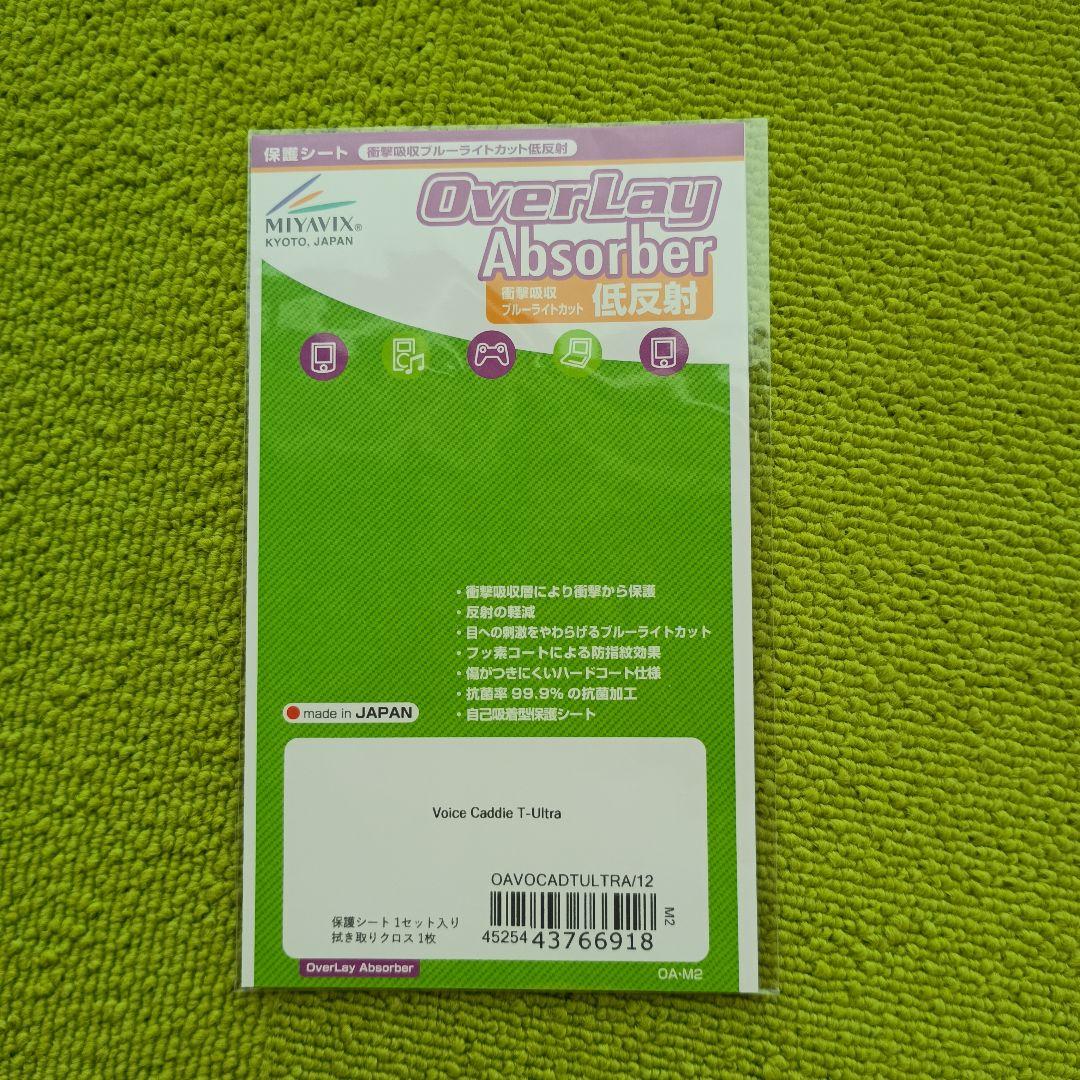 保護シート 衝撃吸収ブルーライトカット低反射
MIYAVIX®
KYOTO, JAPAN
OverLay
Absorber
衝撃吸収
ブルーライトカット
低反射
・衝撃吸収層により衝撃から保護
・反射の軽減
・目への刺激をやわらげるブルーライトカット
・フッ素コートによる防指紋効果
・傷がつきにくいハードコート仕様
・抗菌率 99.9% の抗菌加工
・自己吸着型保護シート
made in JAPAN
Voice Caddie T-Ultra
OAVOCADTULTRA/12
保護シート 1セット入り
拭き取りクロス 1枚
M2
45254 43766918
OverLay Absorber
OA-M2